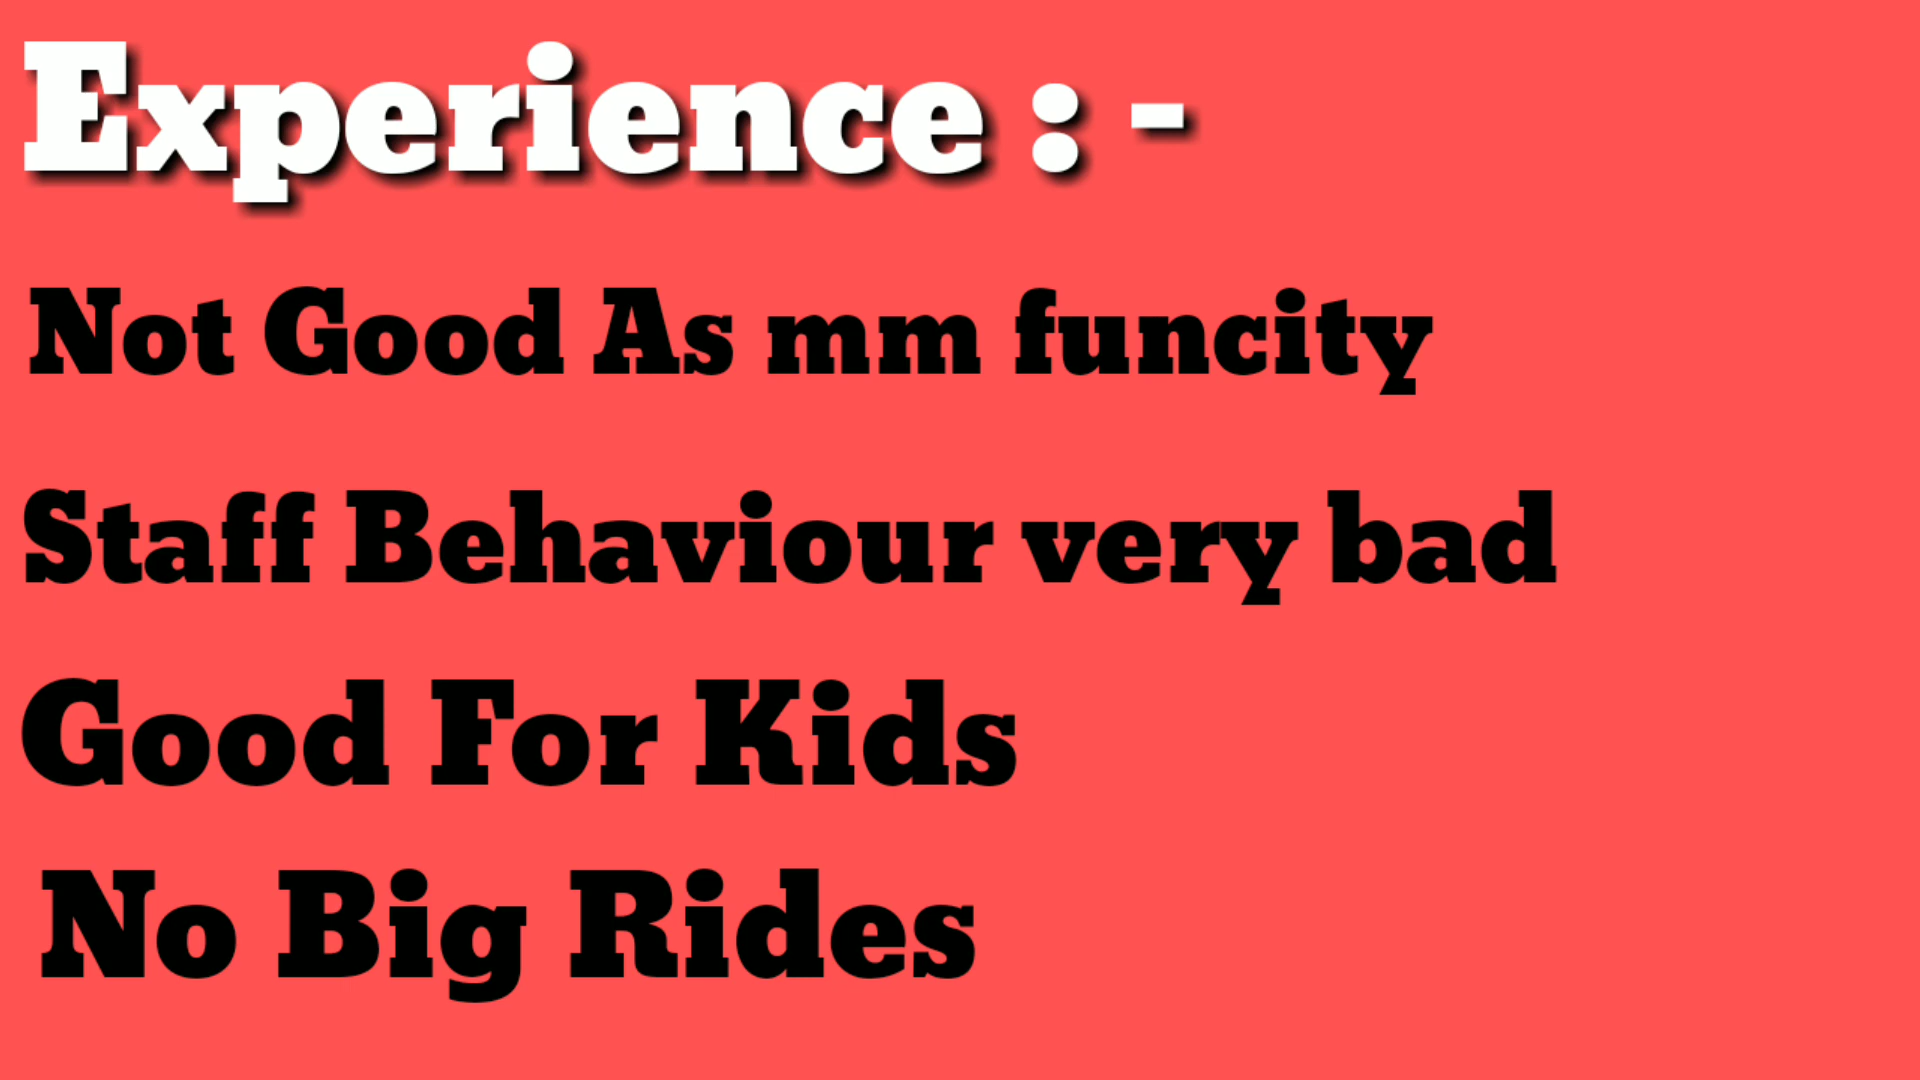 Experience : -
Not Good As mm funcity
Staff Behaviour very bad
Good For Kids
No Big Rides